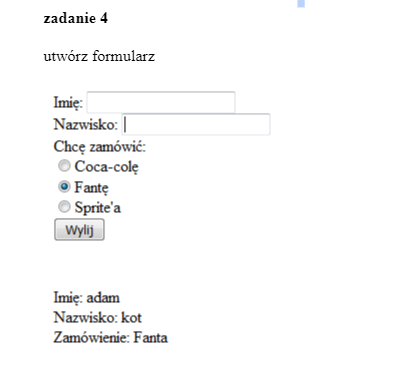 zadanie 4
utwórz formularz
Imię:
Nazwisko:
Chcę zamówić:
Coca-colę
Fantę
Sprite'a
Wylij
Imię: adam
Nazwisko: kot
Zamówienie: Fanta